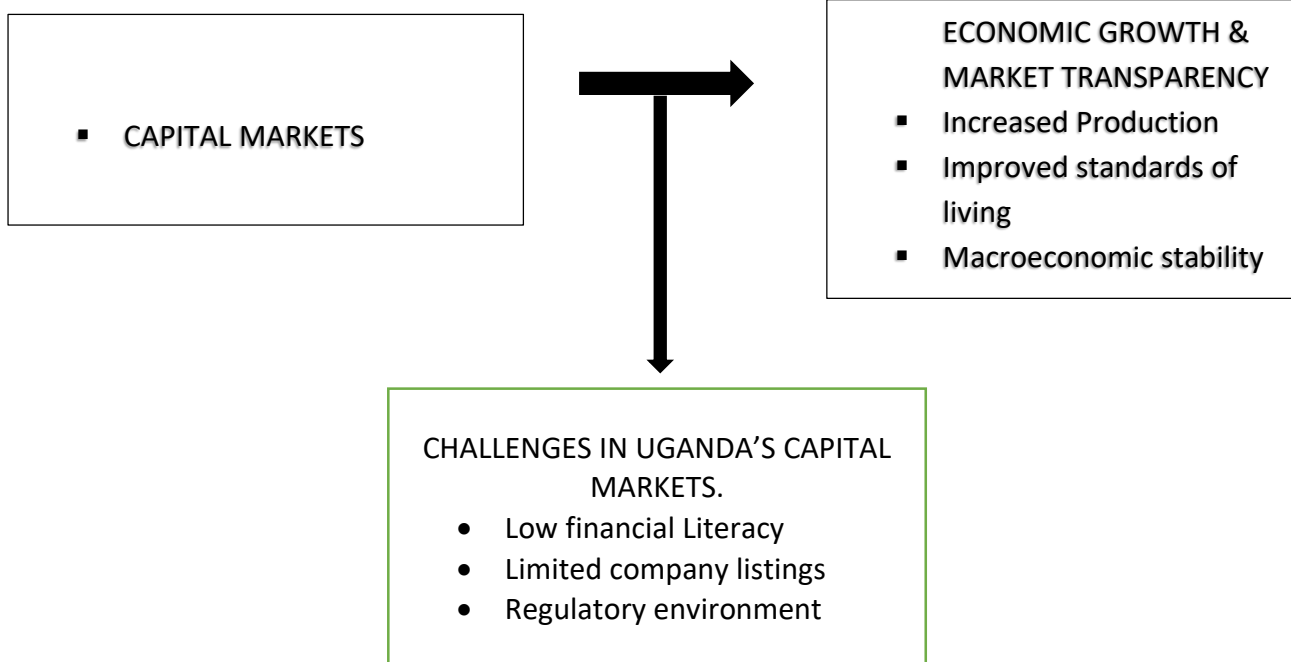 ▪ CAPITAL MARKETS
ECONOMIC GROWTH &
MARKET TRANSPARENCY
▪ Increased Production
▪ Improved standards of
living
▪ Macroeconomic stability
CHALLENGES IN UGANDA’S CAPITAL
MARKETS.
• Low financial Literacy
• Limited company listings
• Regulatory environment